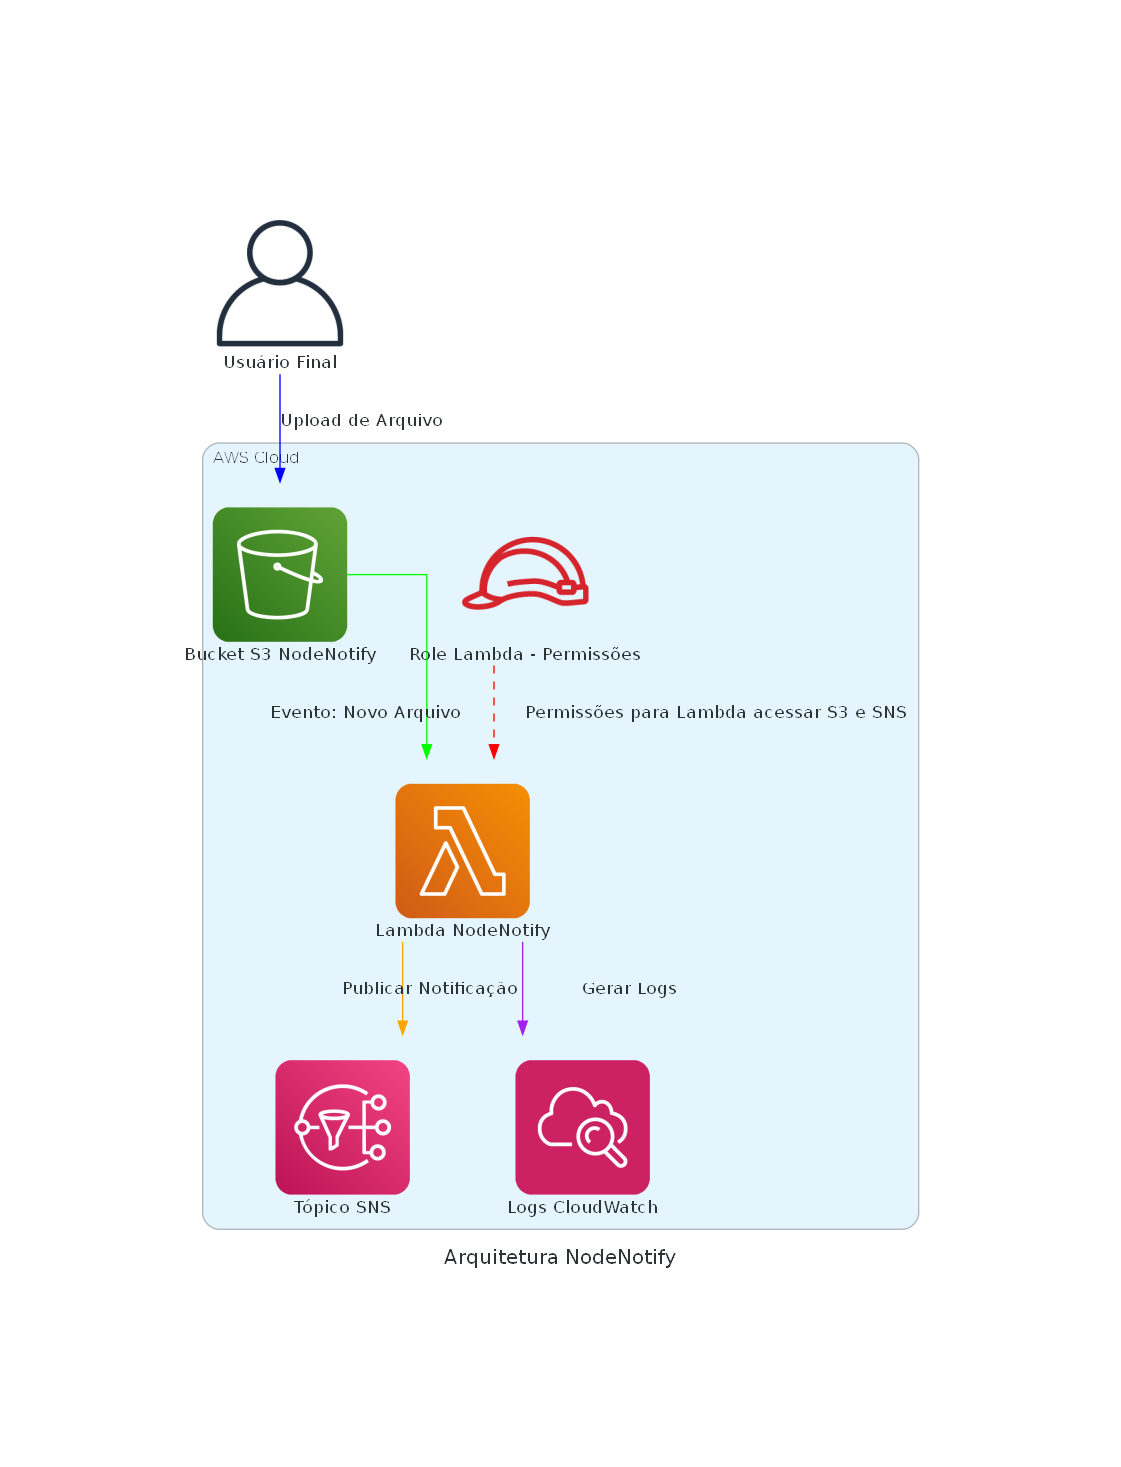 Usuário Final
Upload de Arquivo
AWS Cloud
Bucket S3 NodeNotify
Role Lambda - Permissões
Evento: Novo Arquivo
Permissões para Lambda acessar S3 e SNS
Lambda NodeNotify
Publicar Notificação
Gerar Logs
Tópico SNS
Logs CloudWatch
Arquitetura NodeNotify